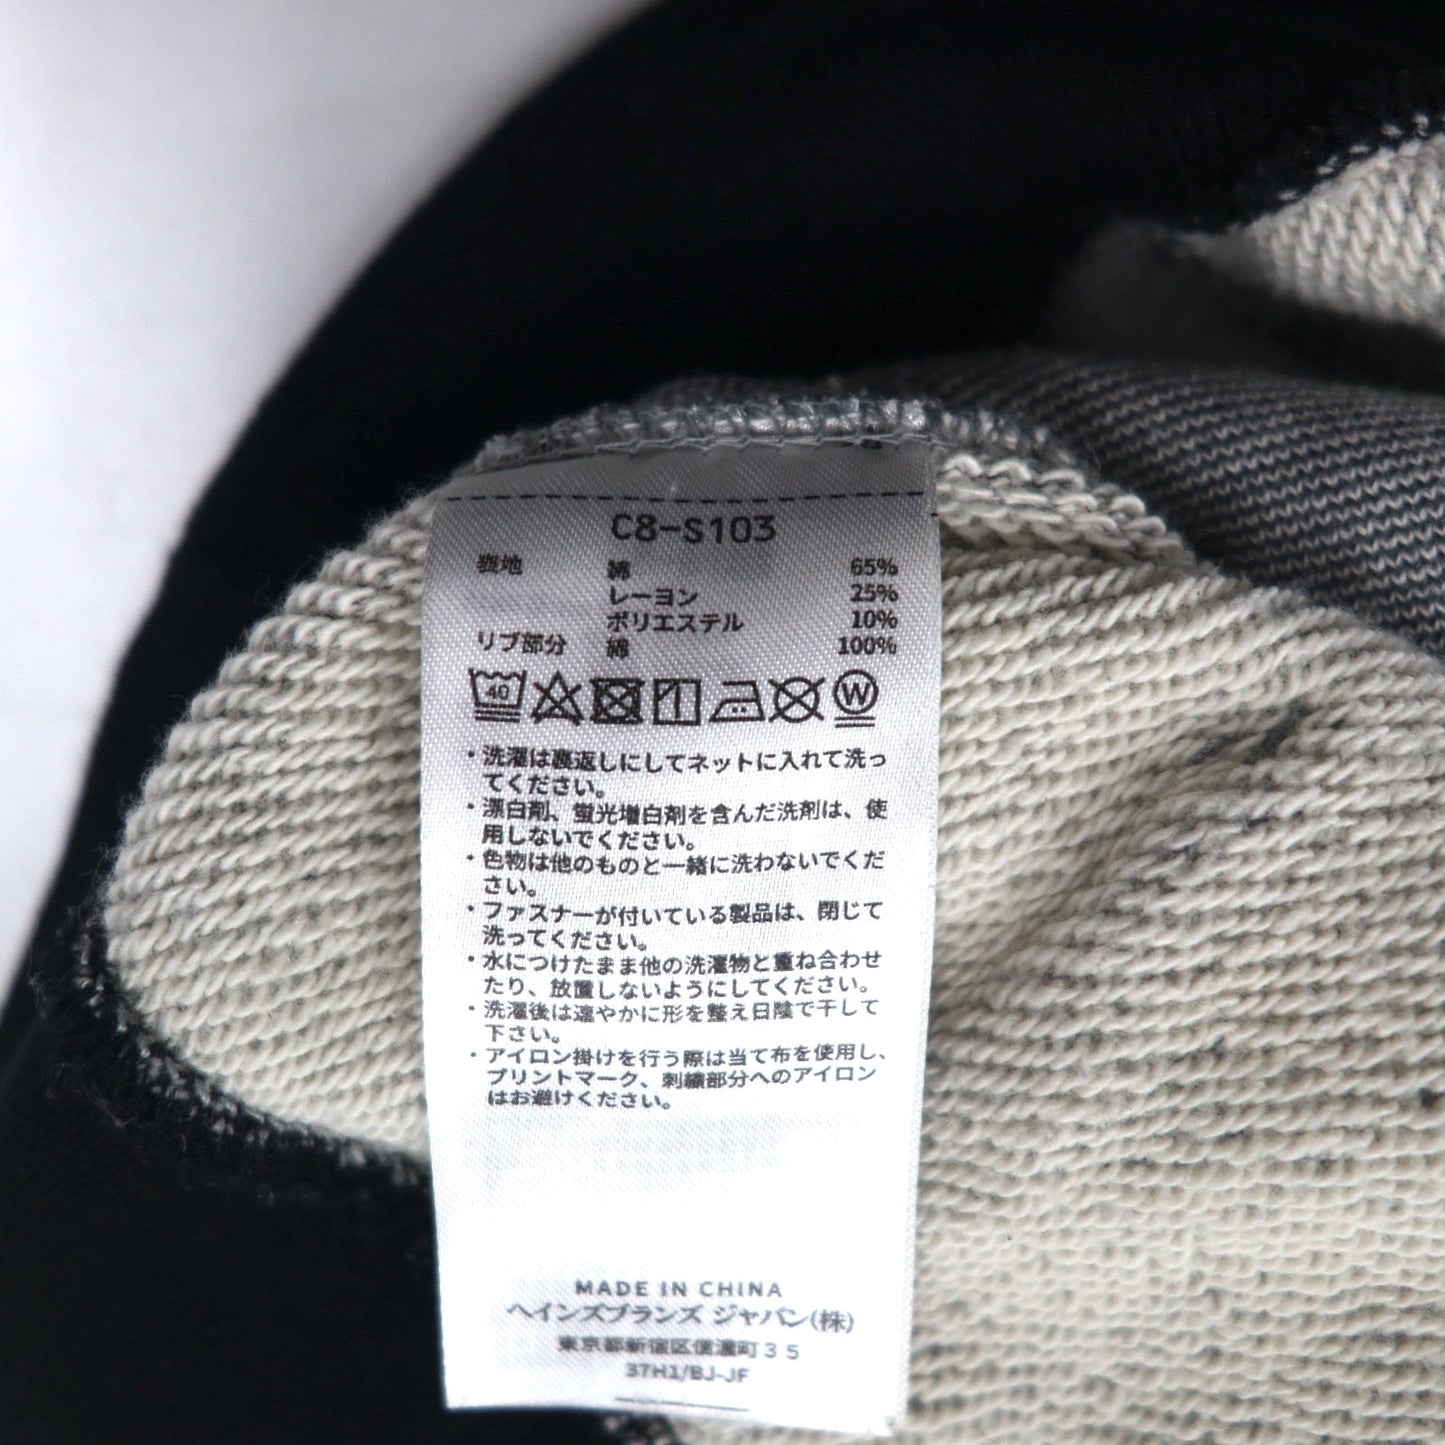 C8-S103
表地 綿 65%
レーヨン 25%
ポリエステル 10%
リブ部分 綿 100%
40
W
・洗濯は裏返しにしてネットに入れて洗っ
てください。
・漂白剤、蛍光増白剤を含んだ洗剤は、使
用しないでください。
・色物は他のものと一緒に洗わないでくだ
さい。
・ファスナーが付いている製品は、閉じて
洗ってください。
・水につけたまま他の洗濯物と重ね合わせ
たり、放置しないようにしてください。
・洗濯後は速やかに形を整え日陰で干して
下さい。
・アイロン掛けを行う際は当て布を使用し、
プリントマーク、刺繍部分へのアイロン
はお避けください。
MADE IN CHINA
ヘインズブランズ ジャパン(株)
東京都新宿区信濃町３５
37H1/BJ-JF